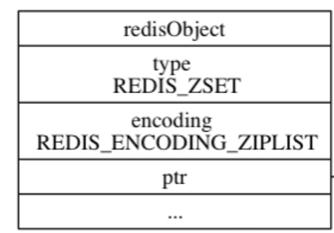 redisObject
type
REDIS_ZSET
encoding
REDIS_ENCODING_ZIPLIST
ptr
...